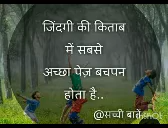 जिंदगी की किताब
में सबसे
अच्छा पेज़ बचपन
होता है..
@सच्ची बातें